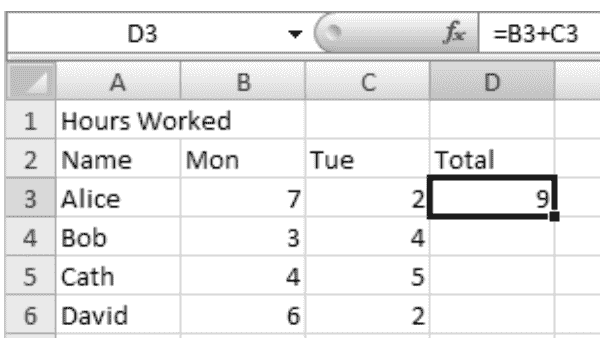 D3 fx =B3+C3
A B C D
1 Hours Worked
2 Name Mon Tue Total
3 Alice 7 2 9
4 Bob 3 4
5 Cath 4 5
6 David 6 2